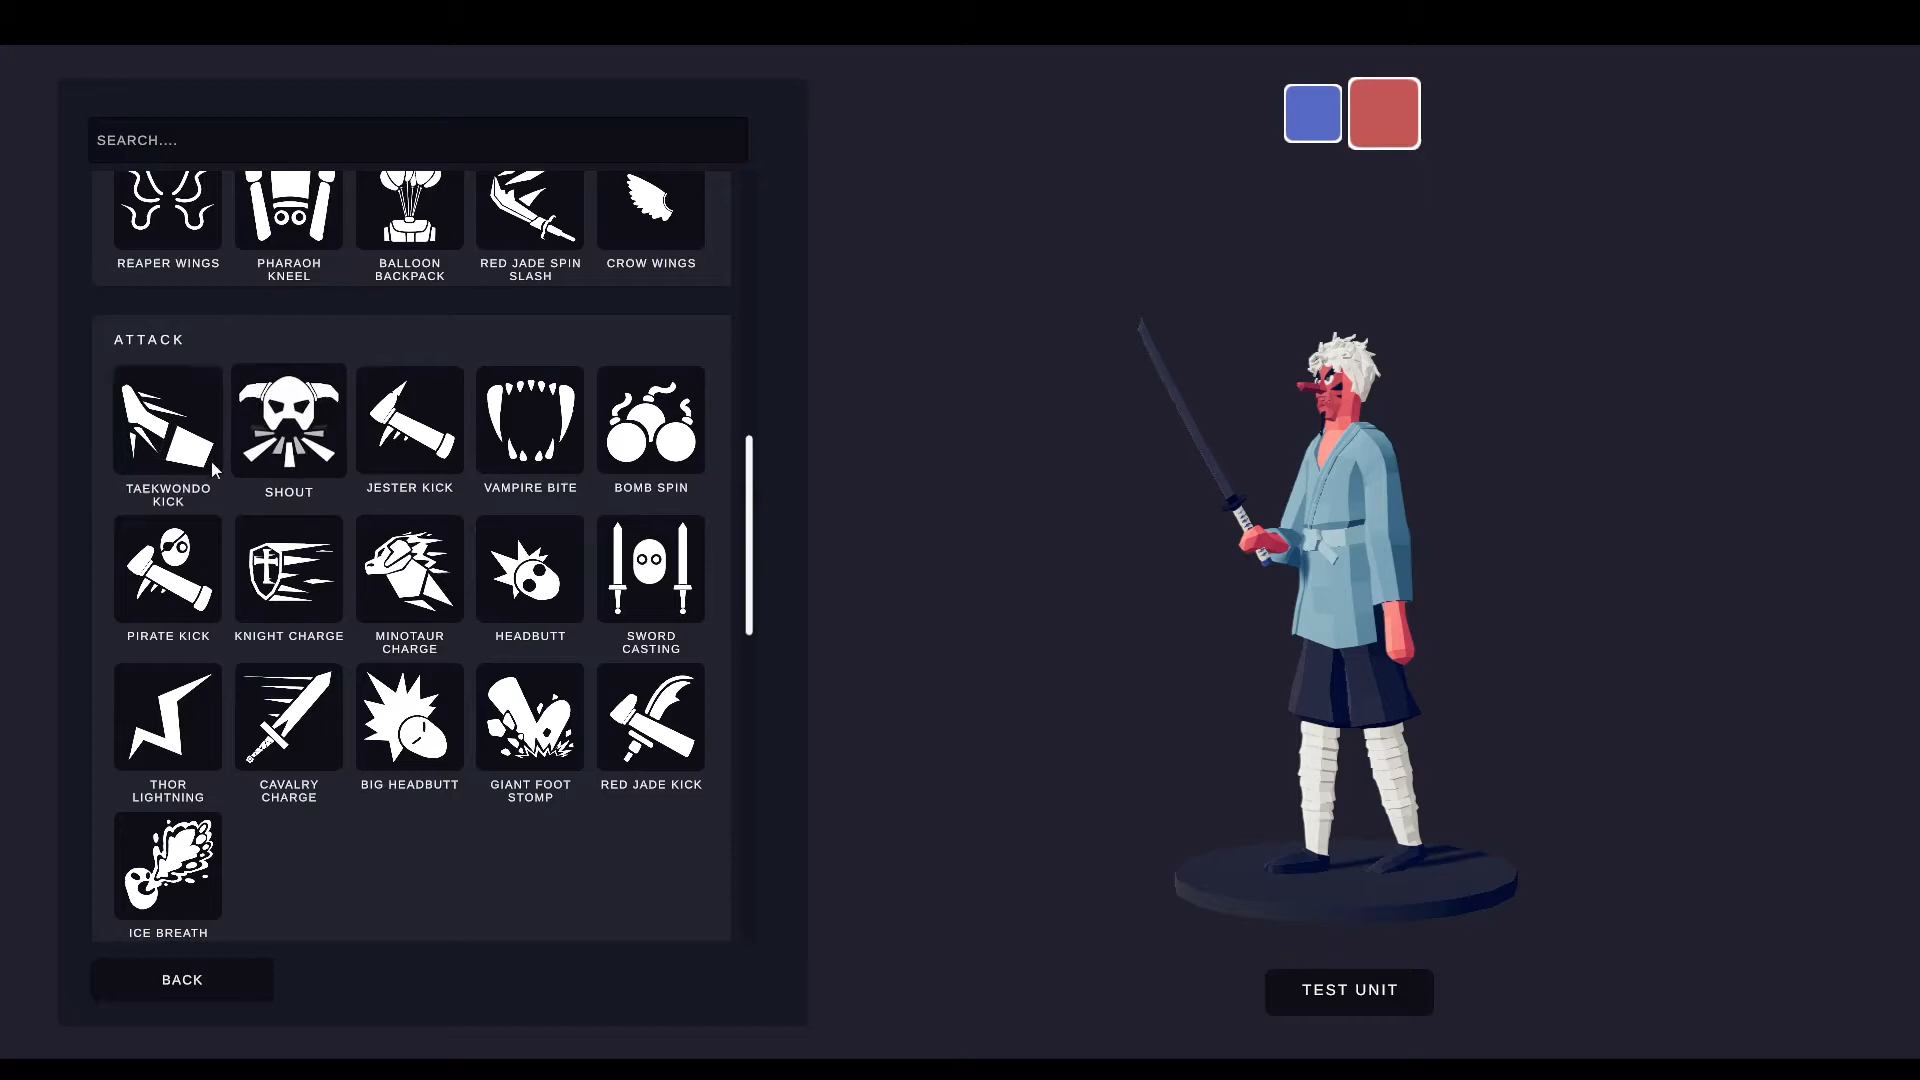 SEARCH....
REAPER WINGS
PHARAOH
KNEEL
BALLOON
BACKPACK
RED JADE SPIN
SLASH
CROW WINGS
ATTACK
TAEKWONDO
KICK
SHOUT
JESTER KICK
VAMPIRE BITE
BOMB SPIN
PIRATE KICK
KNIGHT CHARGE
MINOTAUR
CHARGE
HEADBUTT
SWORD
CASTING
THOR
LIGHTNING
CAVALRY
CHARGE
BIG HEADBUTT
GIANT FOOT
STOMP
RED JADE KICK
ICE BREATH
BACK
TEST UNIT